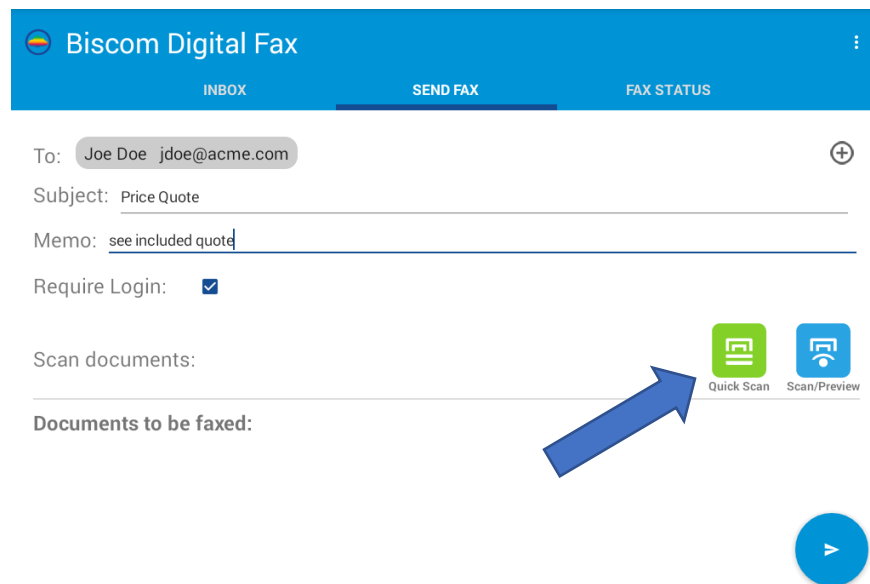 Biscom Digital Fax
INBOX SEND FAX FAX STATUS
To: Joe Doe jdoe@acme.com
Subject: Price Quote
Memo: see included quote
Require Login:
Scan documents:
Quick Scan Scan/Preview
Documents to be faxed: